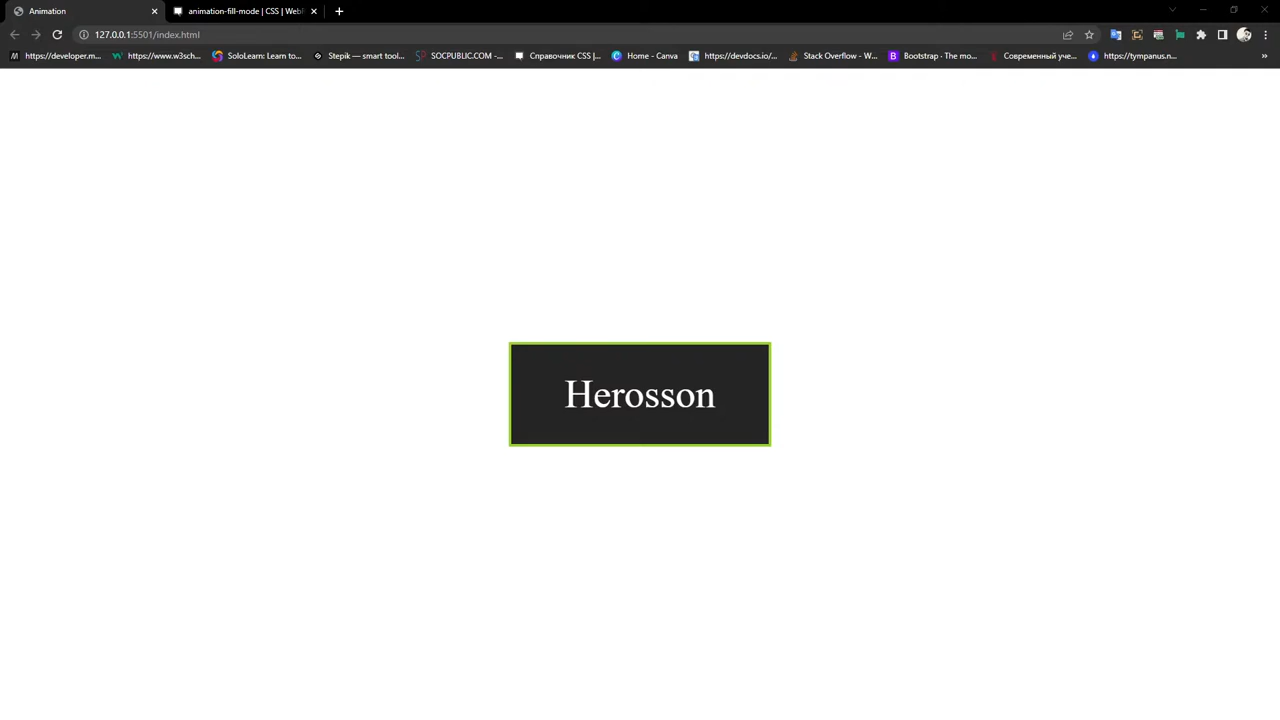 Animation
animation-fill-mode | CSS | WebR
127.0.0.1:5501/index.html
https://developer.m... https://www.w3sch... SoloLearn: Learn to... Stepik — smart tool... SOCPUBLIC.COM -... Справочник CSS |... Home - Canva https://devdocs.io/... Stack Overflow - W... Bootstrap · The mo... Современный уче... https://tympanus.n... »
Herosson